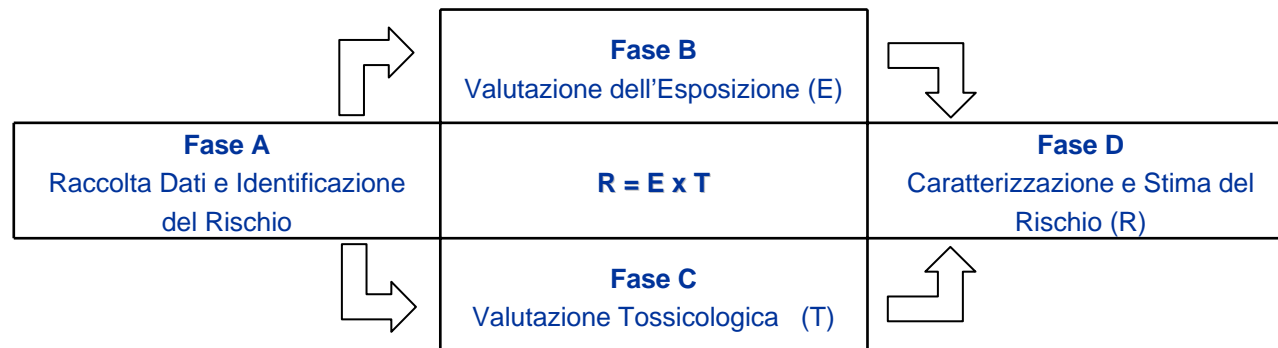 Fase B
Valutazione dell'Esposizione (E)
Fase A
Raccolta Dati e Identificazione
del Rischio
R = E x T
Fase D
Caratterizzazione e Stima del
Rischio (R)
Fase C
Valutazione Tossicologica (T)